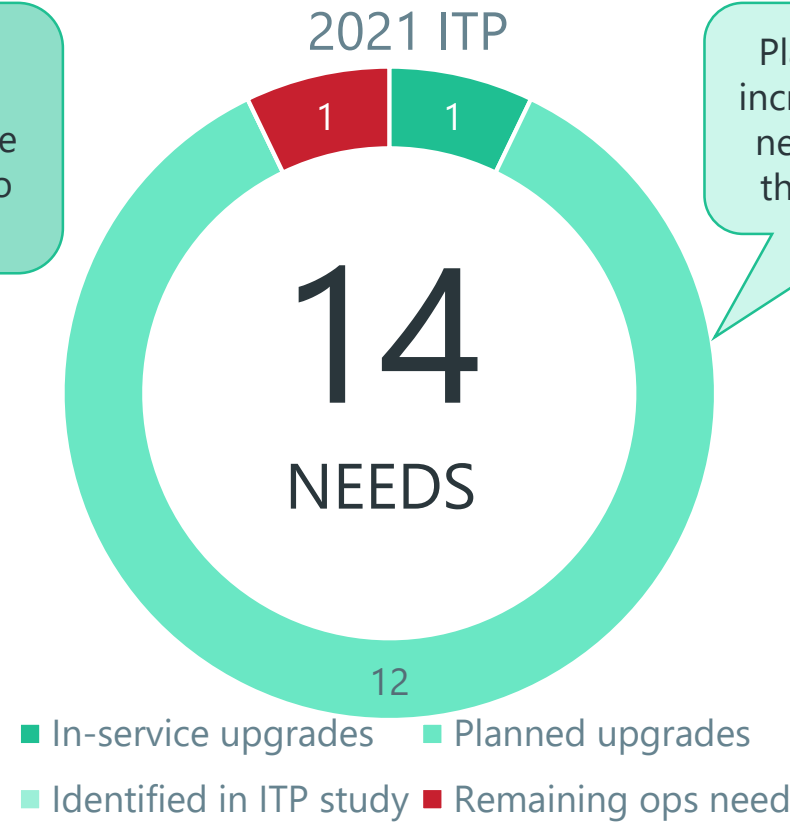 2021 ITP
1
1
14
NEEDS
12
In-service upgrades
Planned upgrades
Identified in ITP study
Remaining ops need